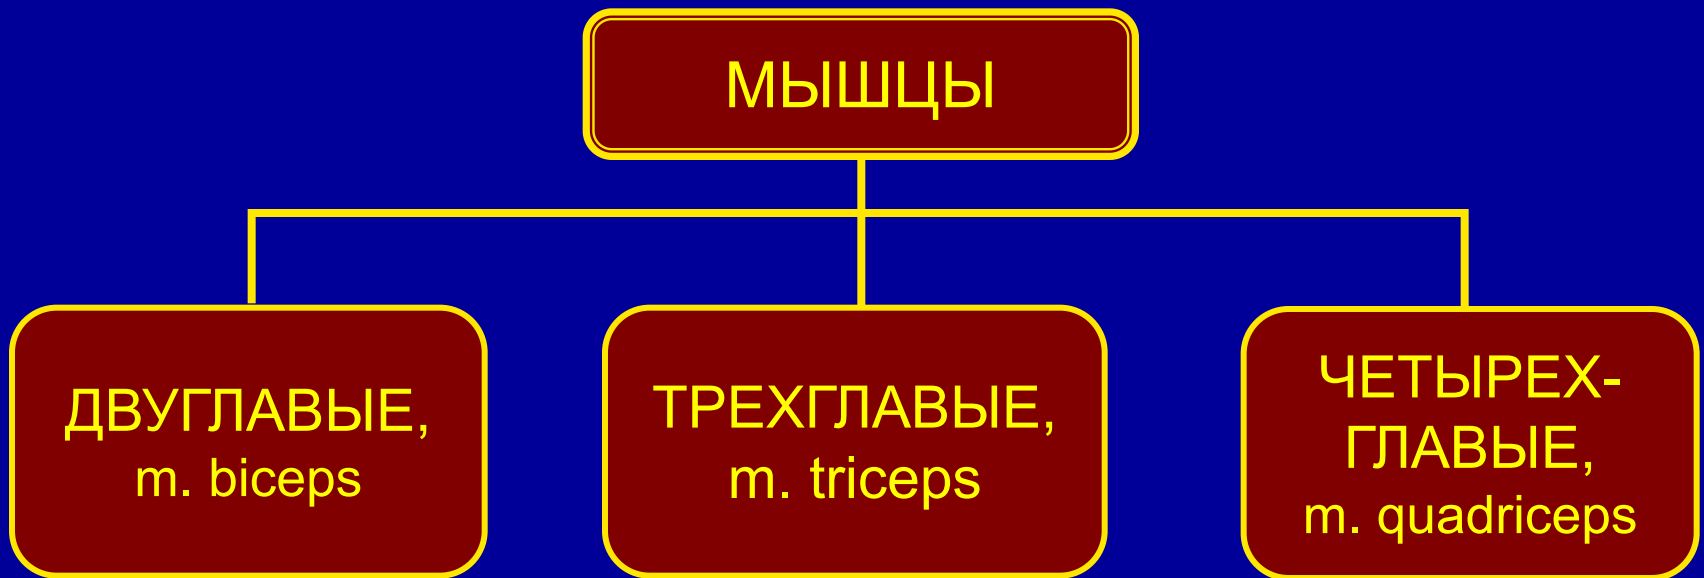 МЫШЦЫ
ДВУГЛАВЫЕ,
m. biceps
ТРЕХГЛАВЫЕ,
m. triceps
ЧЕТЫРЕХ-
ГЛАВЫЕ,
m. quadriceps